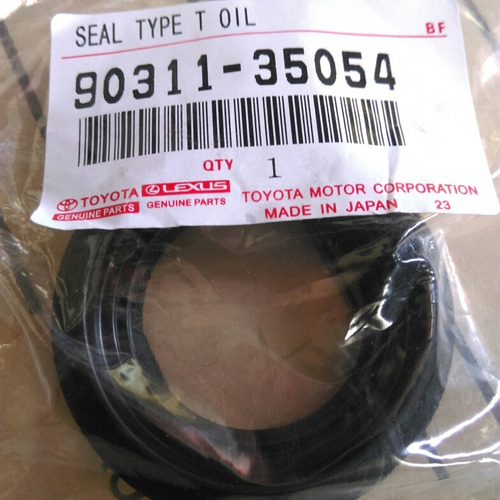 SEAL TYPE T OIL BF
90311-35054
QTY 1
TOYOTA LEXUS TOYOTA MOTOR CORPORATION
GENUINE PARTS GENUINE PARTS MADE IN JAPAN 23